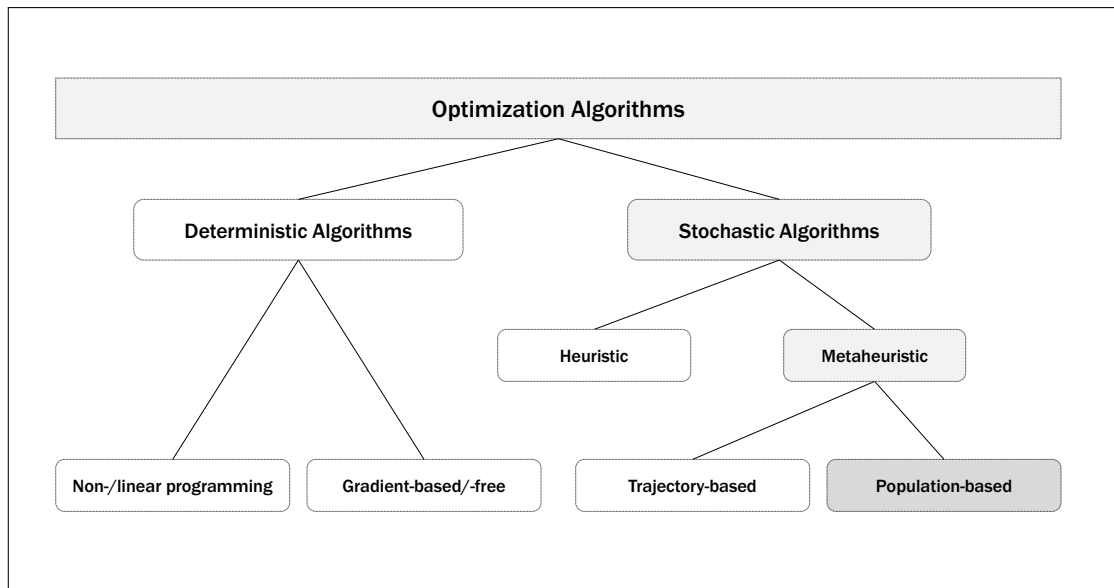 Optimization Algorithms
Deterministic Algorithms
Stochastic Algorithms
Heuristic
Metaheuristic
Non-/linear programming
Gradient-based/-free
Trajectory-based
Population-based